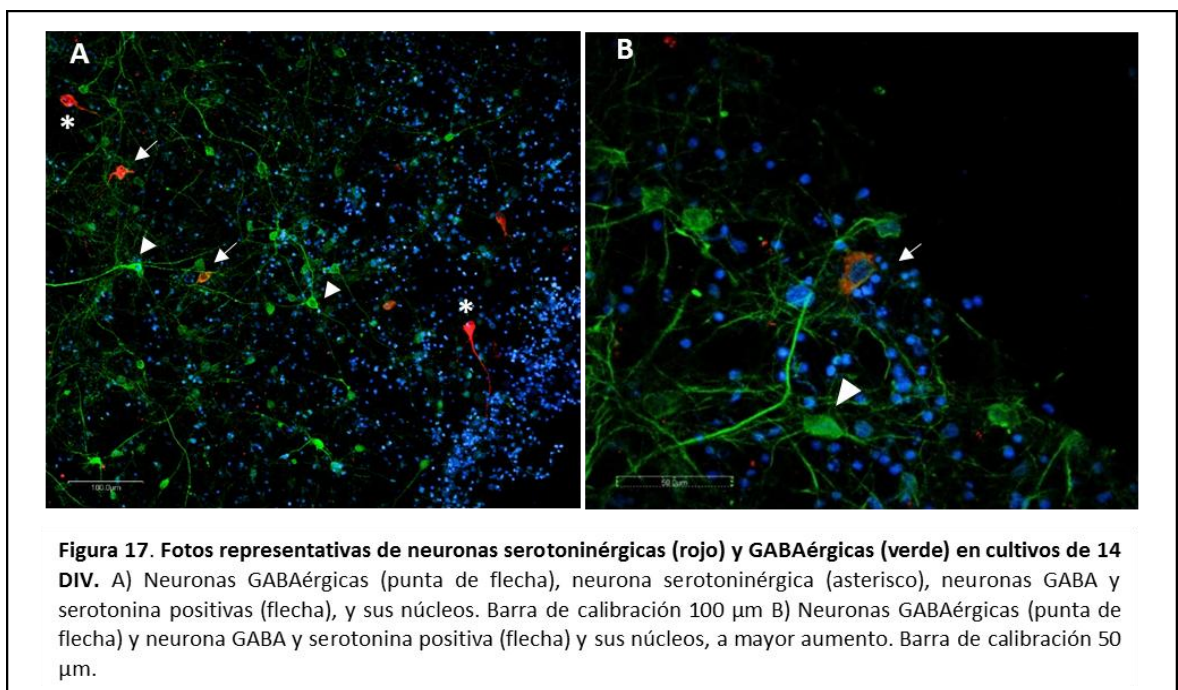 A
B
*
*
100.0µm
50.0µm
Figura 17. Fotos representativas de neuronas serotoninérgicas (rojo) y GABAérgicas (verde) en cultivos de 14
DIV. A) Neuronas GABAérgicas (punta de flecha), neurona serotoninérgica (asterisco), neuronas GABA y
serotonina positivas (flecha), y sus núcleos. Barra de calibración 100 µm B) Neuronas GABAérgicas (punta de
flecha) y neurona GABA y serotonina positiva (flecha) y sus núcleos, a mayor aumento. Barra de calibración 50
µm.